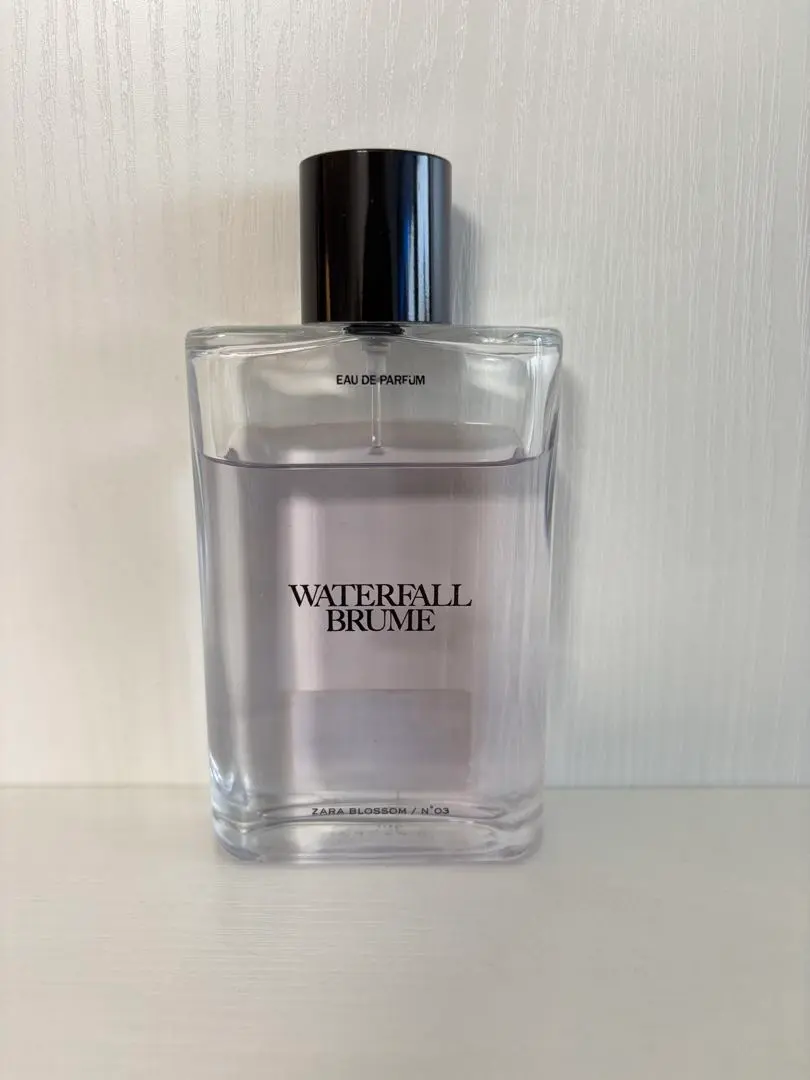 EAU DE PARFUM
WATERFALL
BRUME
ZARA BLOSSOM / N°03